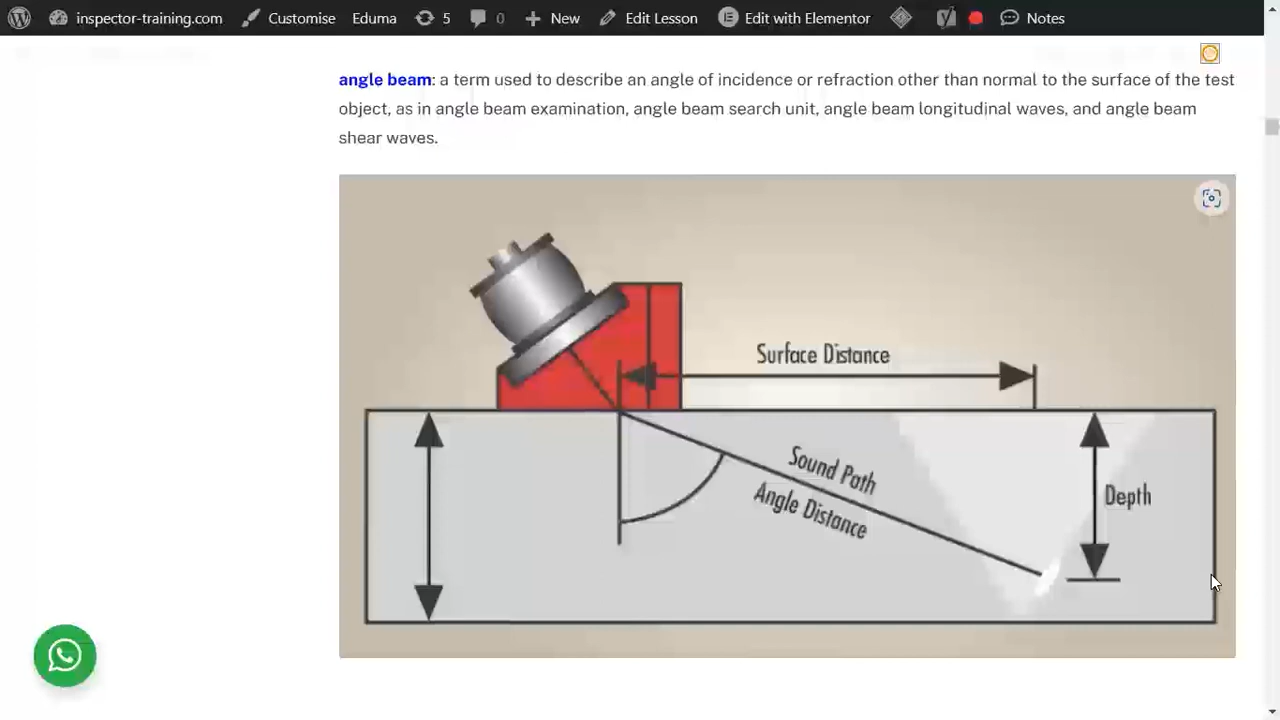 inspector-training.com Customise Eduma 5 0 New Edit Lesson Edit with Elementor Notes
angle beam: a term used to describe an angle of incidence or refraction other than normal to the surface of the test
object, as in angle beam examination, angle beam search unit, angle beam longitudinal waves, and angle beam
shear waves.
Surface Distance
Sound Path
Angle Distance
Depth